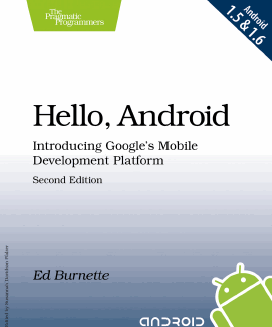 The
Pragmatic
Programmers
Android
1.5 & 1.6
Hello, Android
Introducing Google's Mobile
Development Platform
Second Edition
Ed Burnette
ANDROID